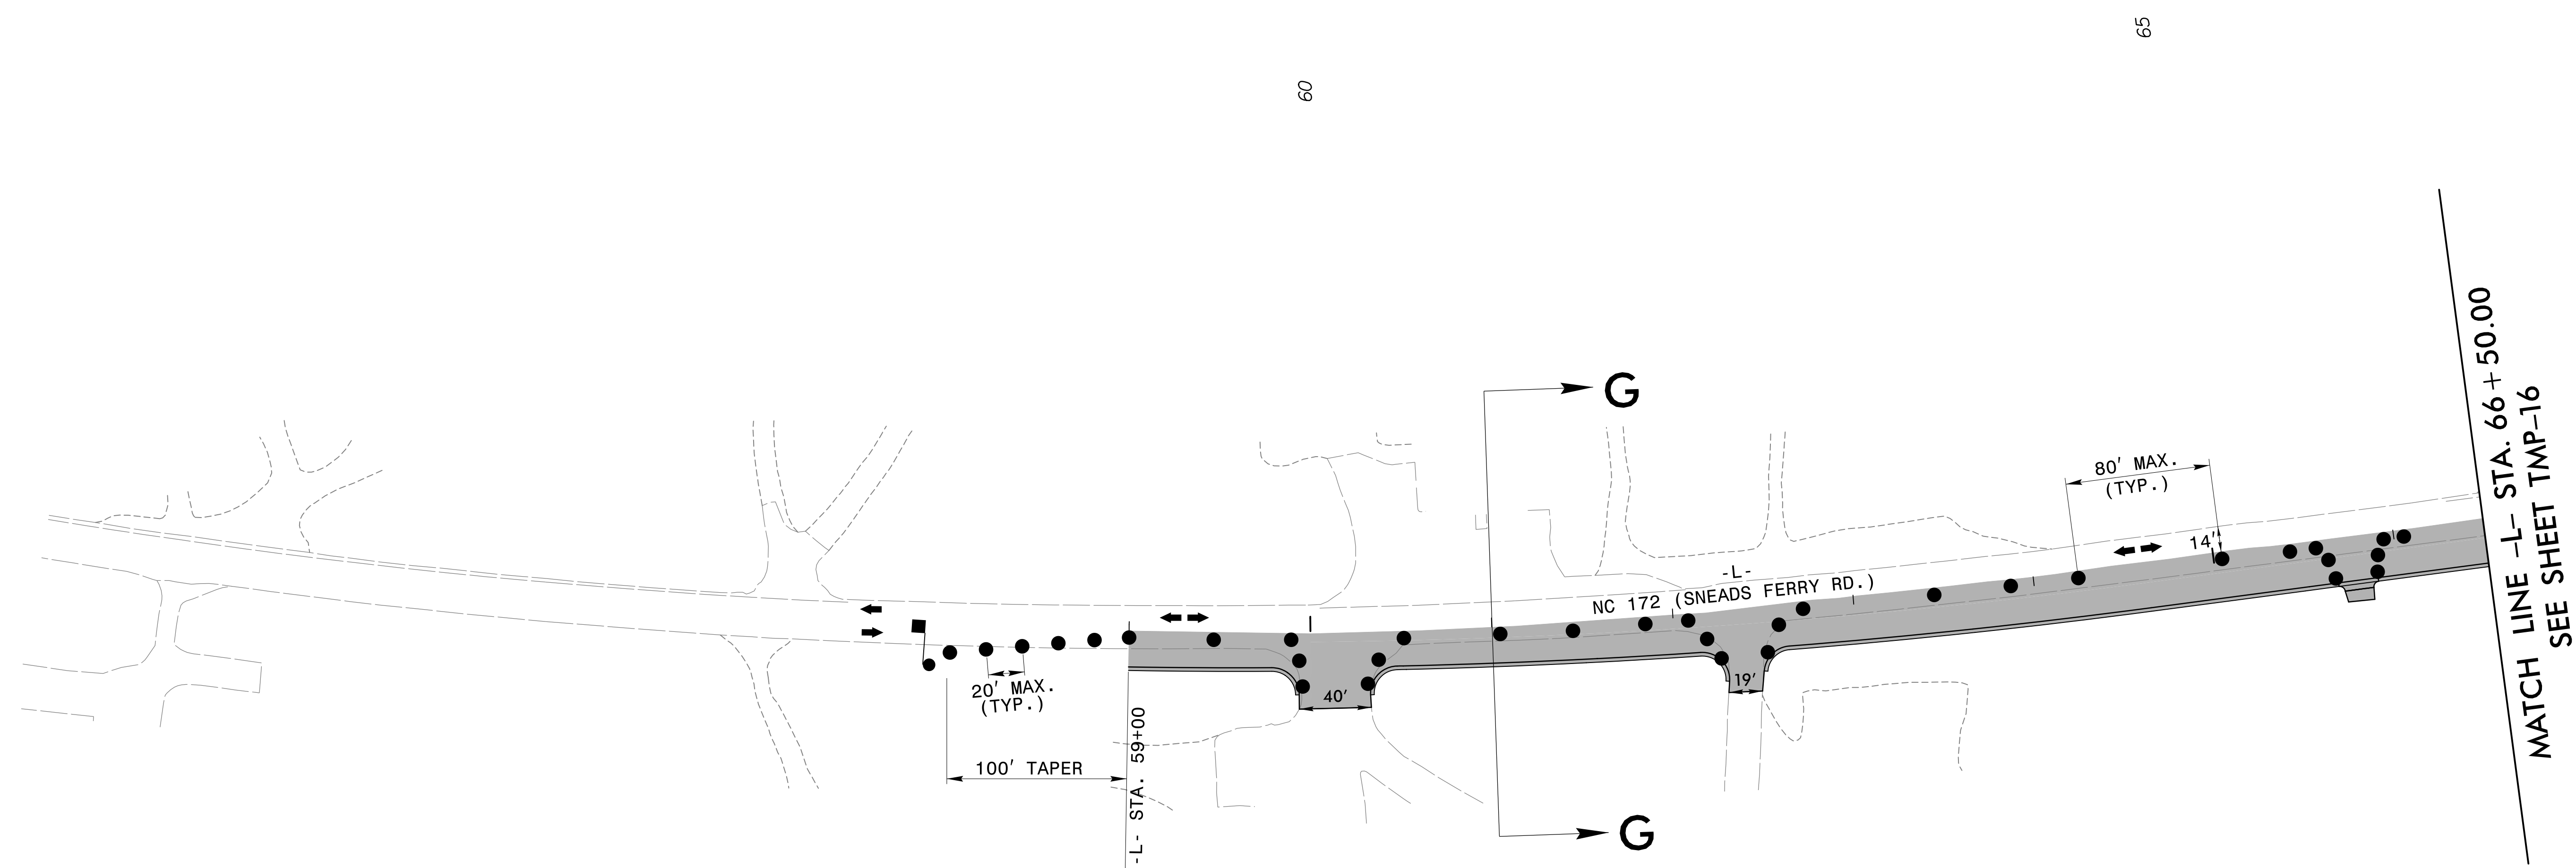 65
60
G
80' MAX.
(TYP.)
14'
-L-
NC 172 (SNEADS FERRY RD.)
MATCH LINE -L- STA. 66+50.00
SEE SHEET TMP-16
20' MAX.
(TYP.)
40'
19'
100' TAPER
-L- STA. 59+00
G